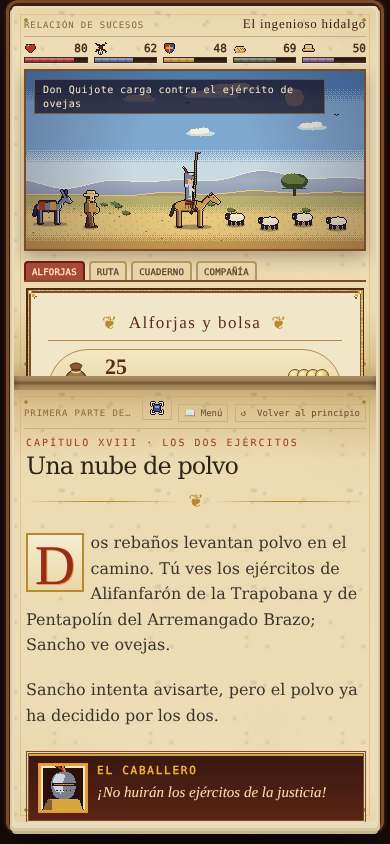 RELACIÓN DE SUCESOS
El ingenioso hidalgo
80 62 48 69 50
Don Quijote carga contra el ejército de
ovejas
ALFORJAS RUTA CUADERNO COMPAÑÍA
Alforjas y bolsa
25
PRIMERA PARTE DE…
Menú
↺ Volver al principio
CAPÍTULO XVIII · LOS DOS EJÉRCITOS
Una nube de polvo
Dos rebaños levantan polvo en el
camino. Tú ves los ejércitos de
Alifanfarón de la Trapobana y de
Pentapolín del Arremangado Brazo;
Sancho ve ovejas.
Sancho intenta avisarte, pero el polvo ya
ha decidido por los dos.
EL CABALLERO
¡No huirán los ejércitos de la justicia!